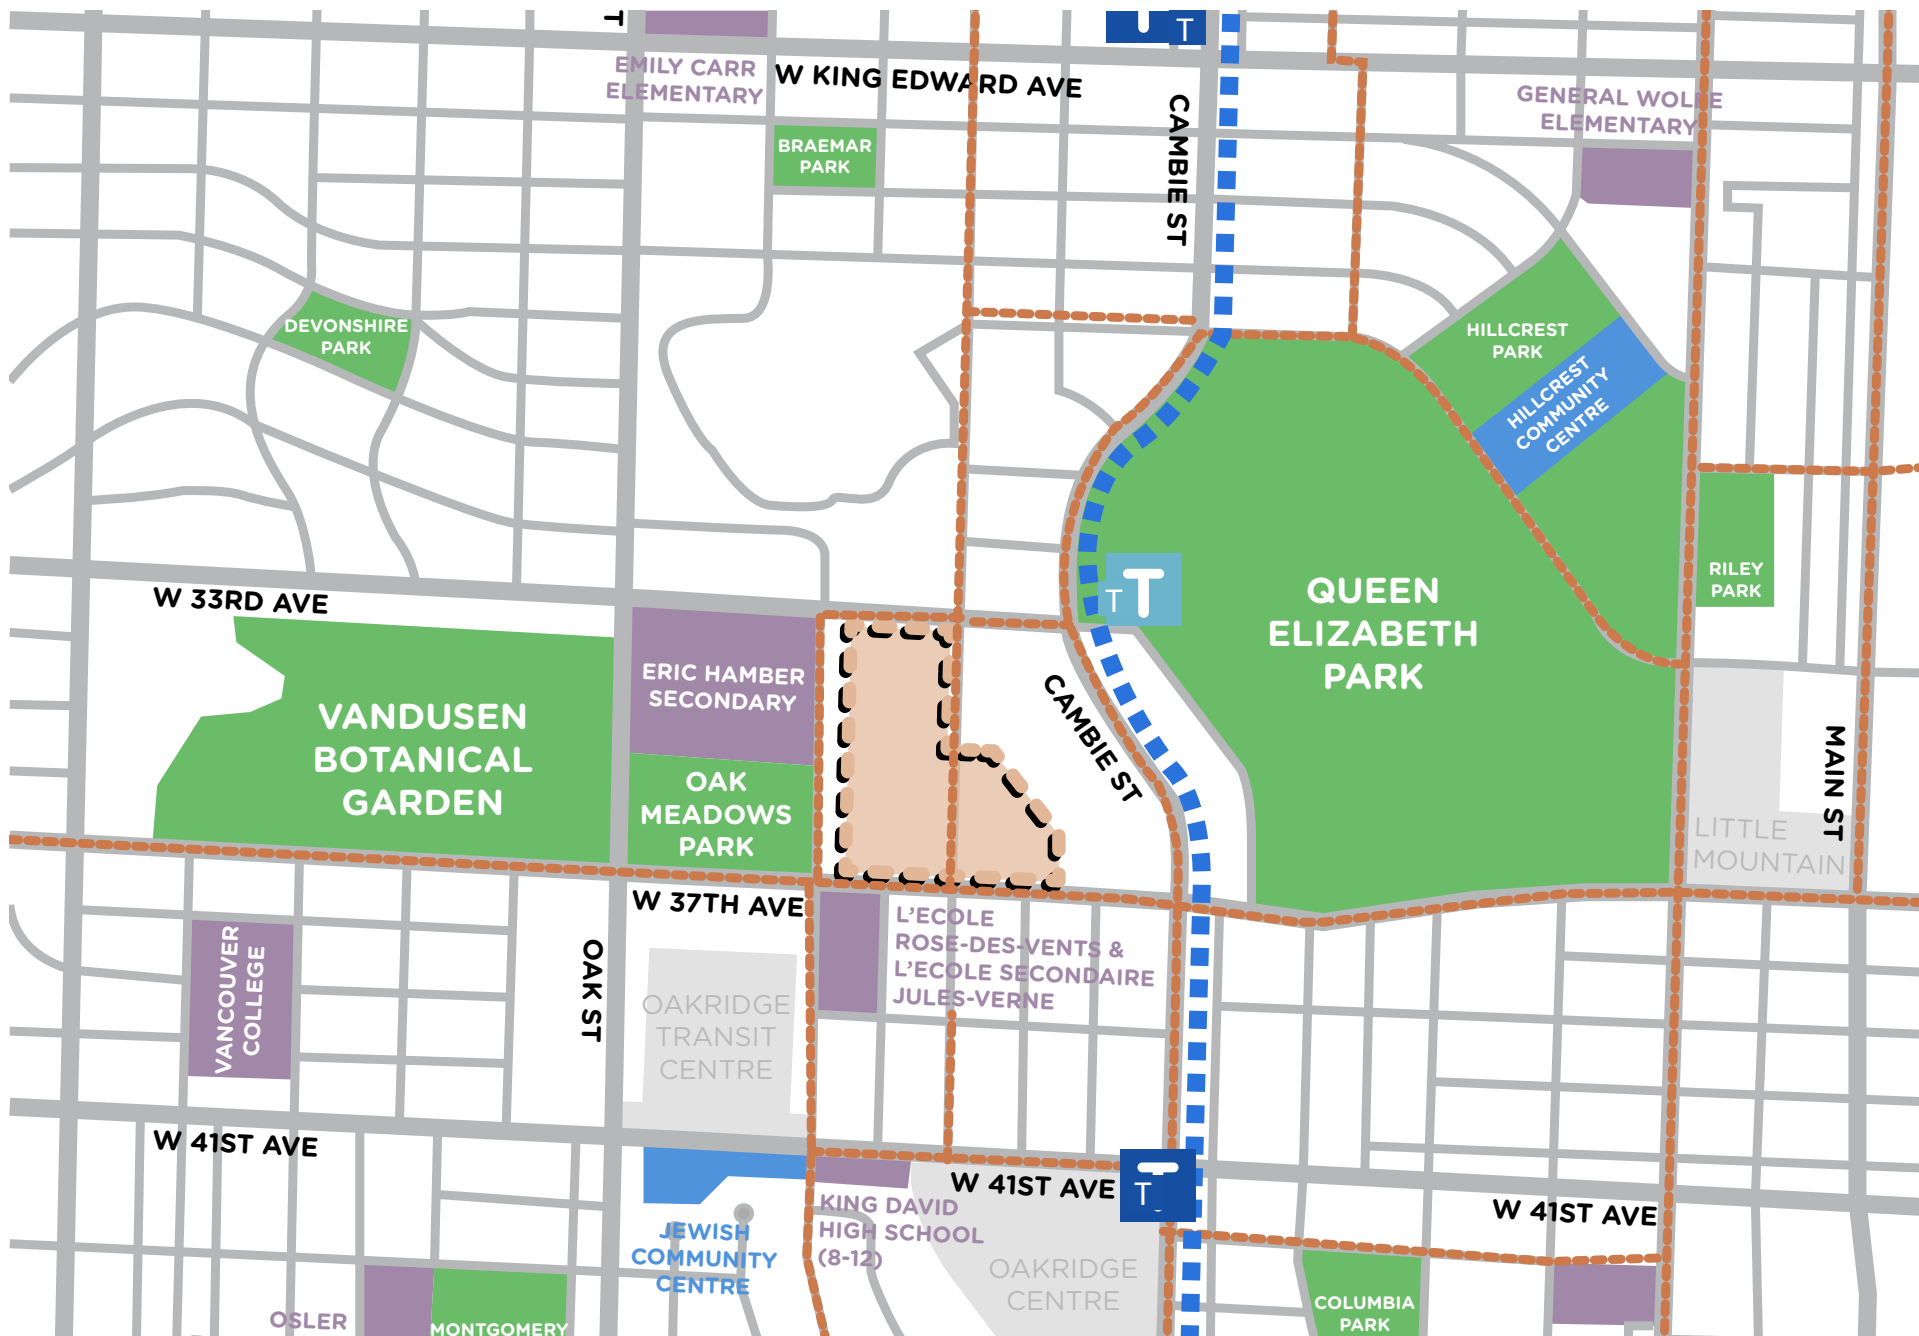 T
T
EMILY CARR
ELEMENTARY
W KING EDWARD AVE
CAMBIE ST
GENERAL WOLFE
ELEMENTARY
BRAEMAR
PARK
DEVONSHIRE
PARK
HILLCREST
PARK
HILLCREST
COMMUNITY
CENTRE
W 33RD AVE
T T
QUEEN
ELIZABETH
PARK
RILEY
PARK
ERIC HAMBER
SECONDARY
VANDUSEN
BOTANICAL
GARDEN
OAK
MEADOWS
PARK
CAMBIE ST
MAIN ST
LITTLE
MOUNTAIN
W 37TH AVE
L'ECOLE
ROSE-DES-VENTS &
L'ECOLE SECONDAIRE
JULES-VERNE
VANCOUVER
COLLEGE
OAK ST
OAKRIDGE
TRANSIT
CENTRE
W 41ST AVE
W 41ST AVE
T
T
W 41ST AVE
KING DAVID
HIGH SCHOOL
(8-12)
JEWISH
COMMUNITY
CENTRE
OAKRIDGE
CENTRE
COLUMBIA
PARK
OSLER
MONTGOMERY